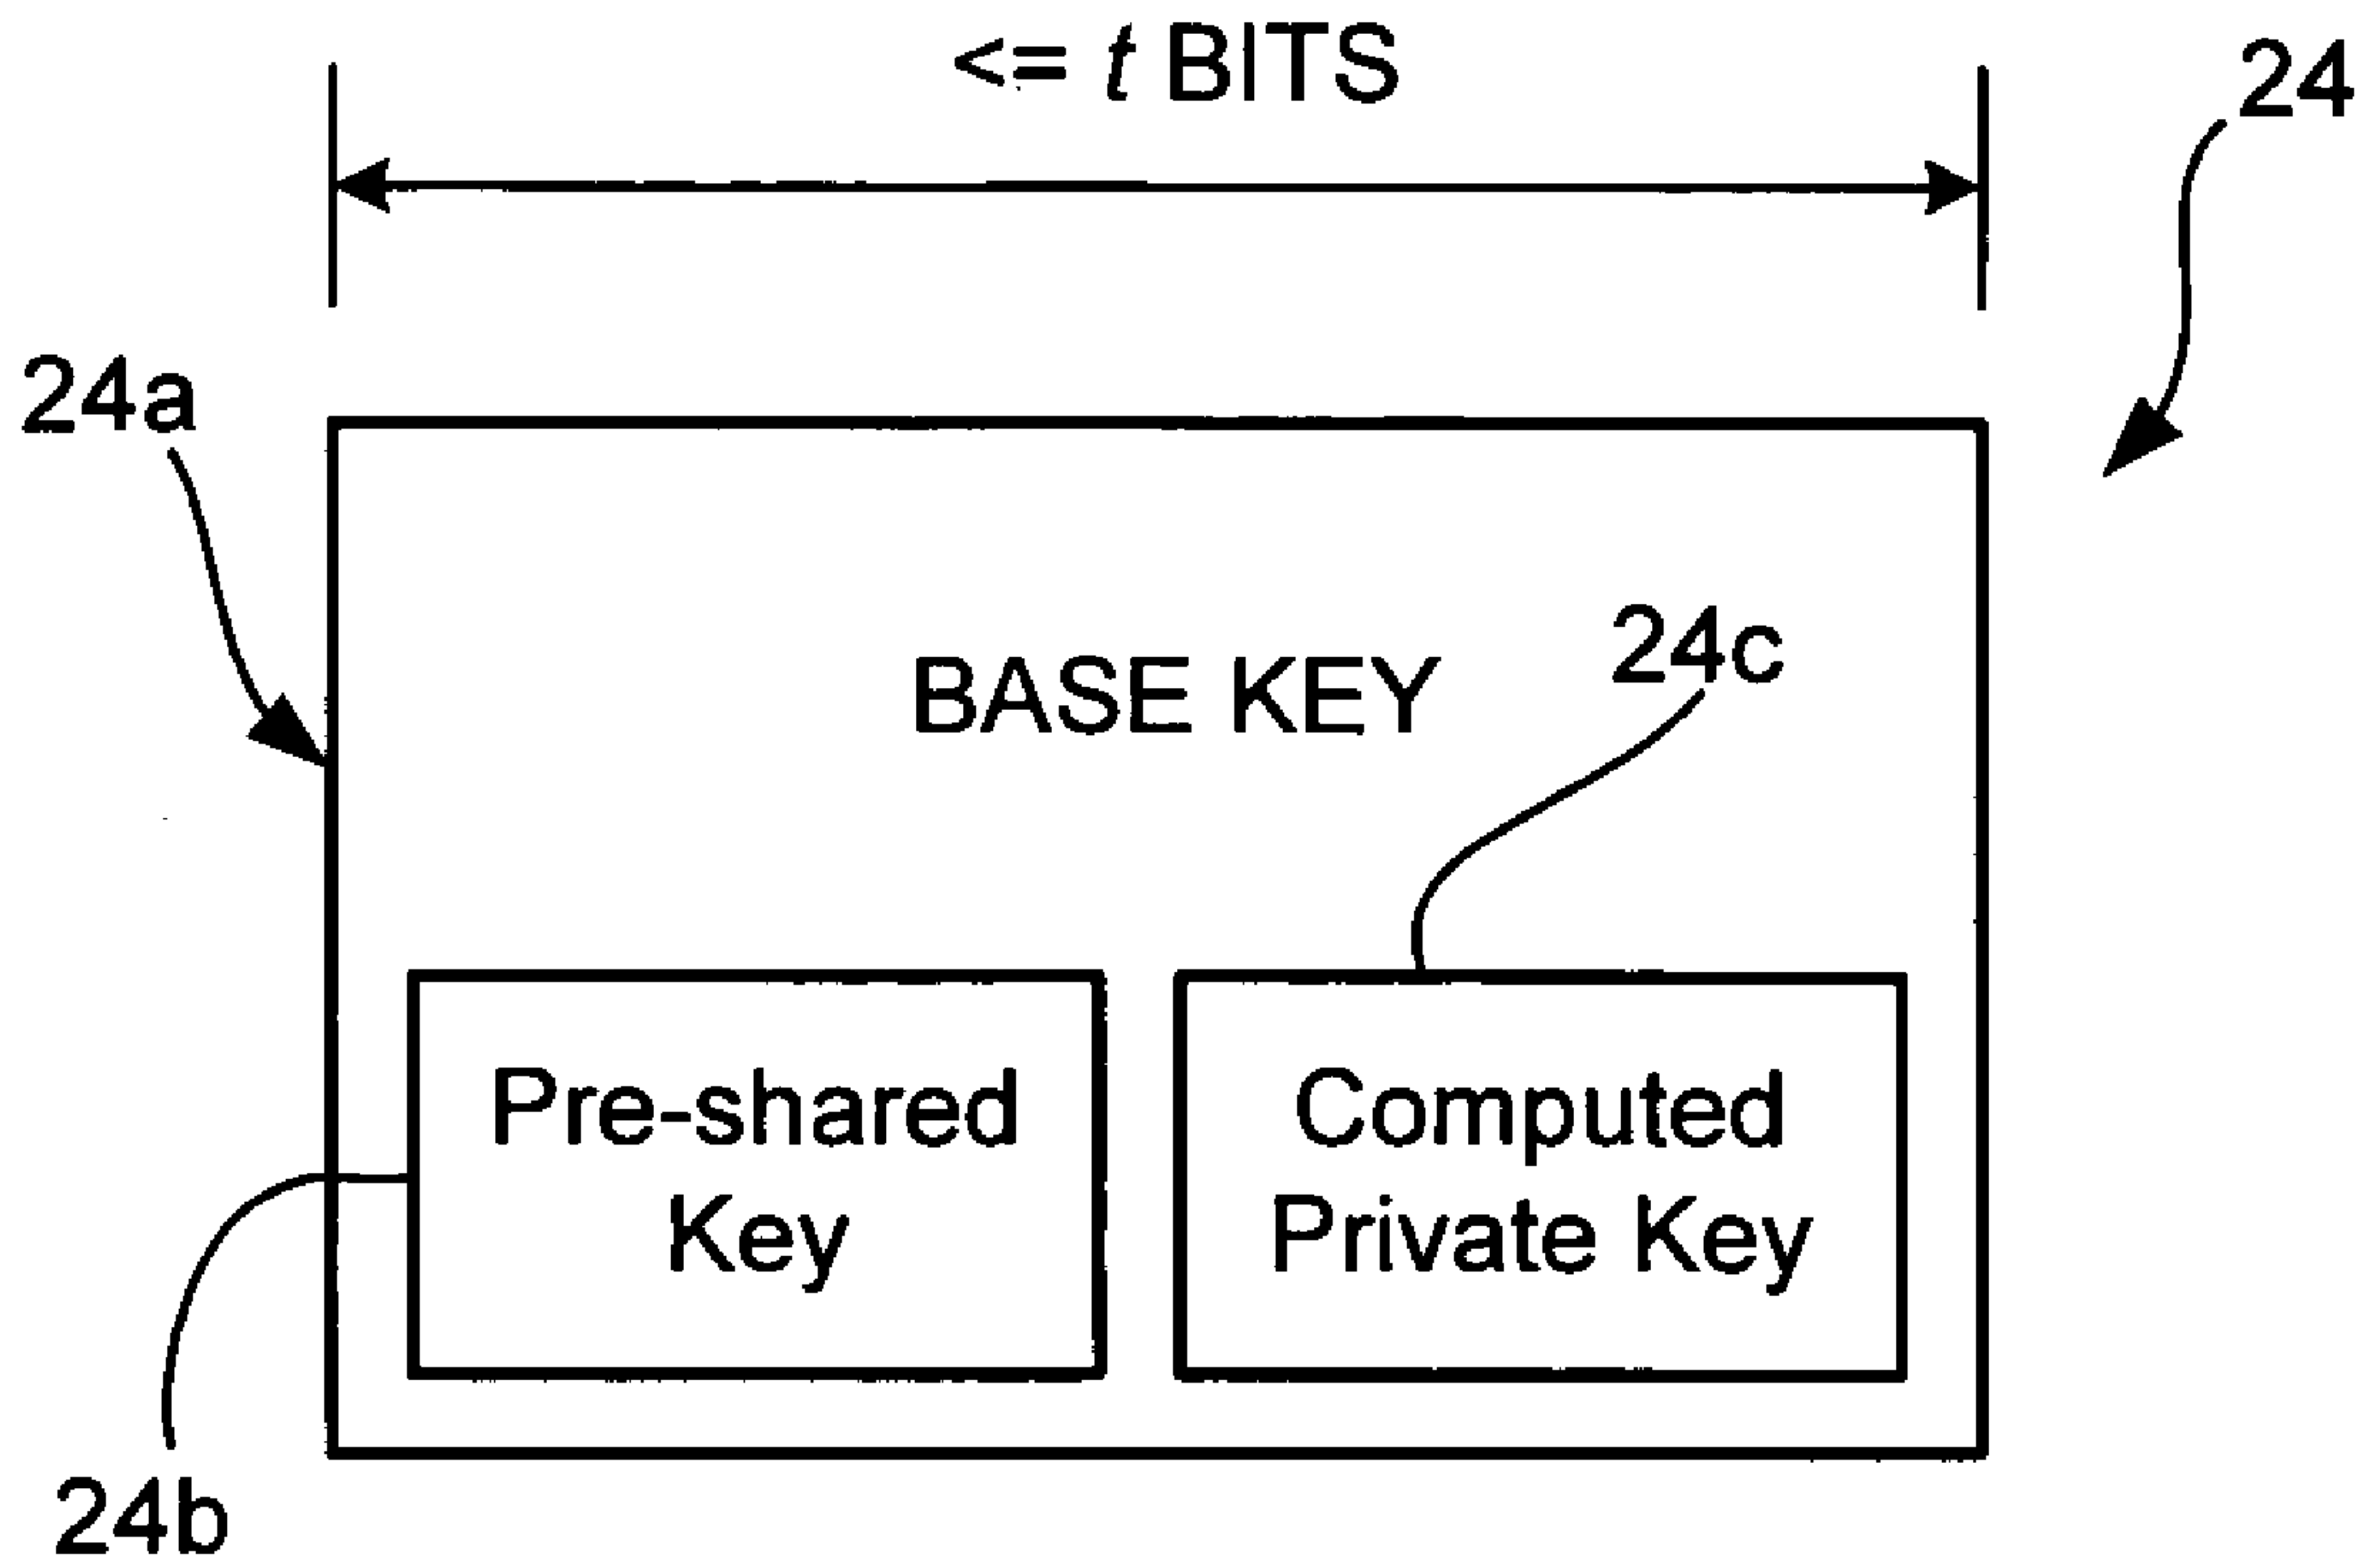 <= t BITS
24
24a
BASE KEY
24c
Pre-shared
Key
Computed
Private Key
24b